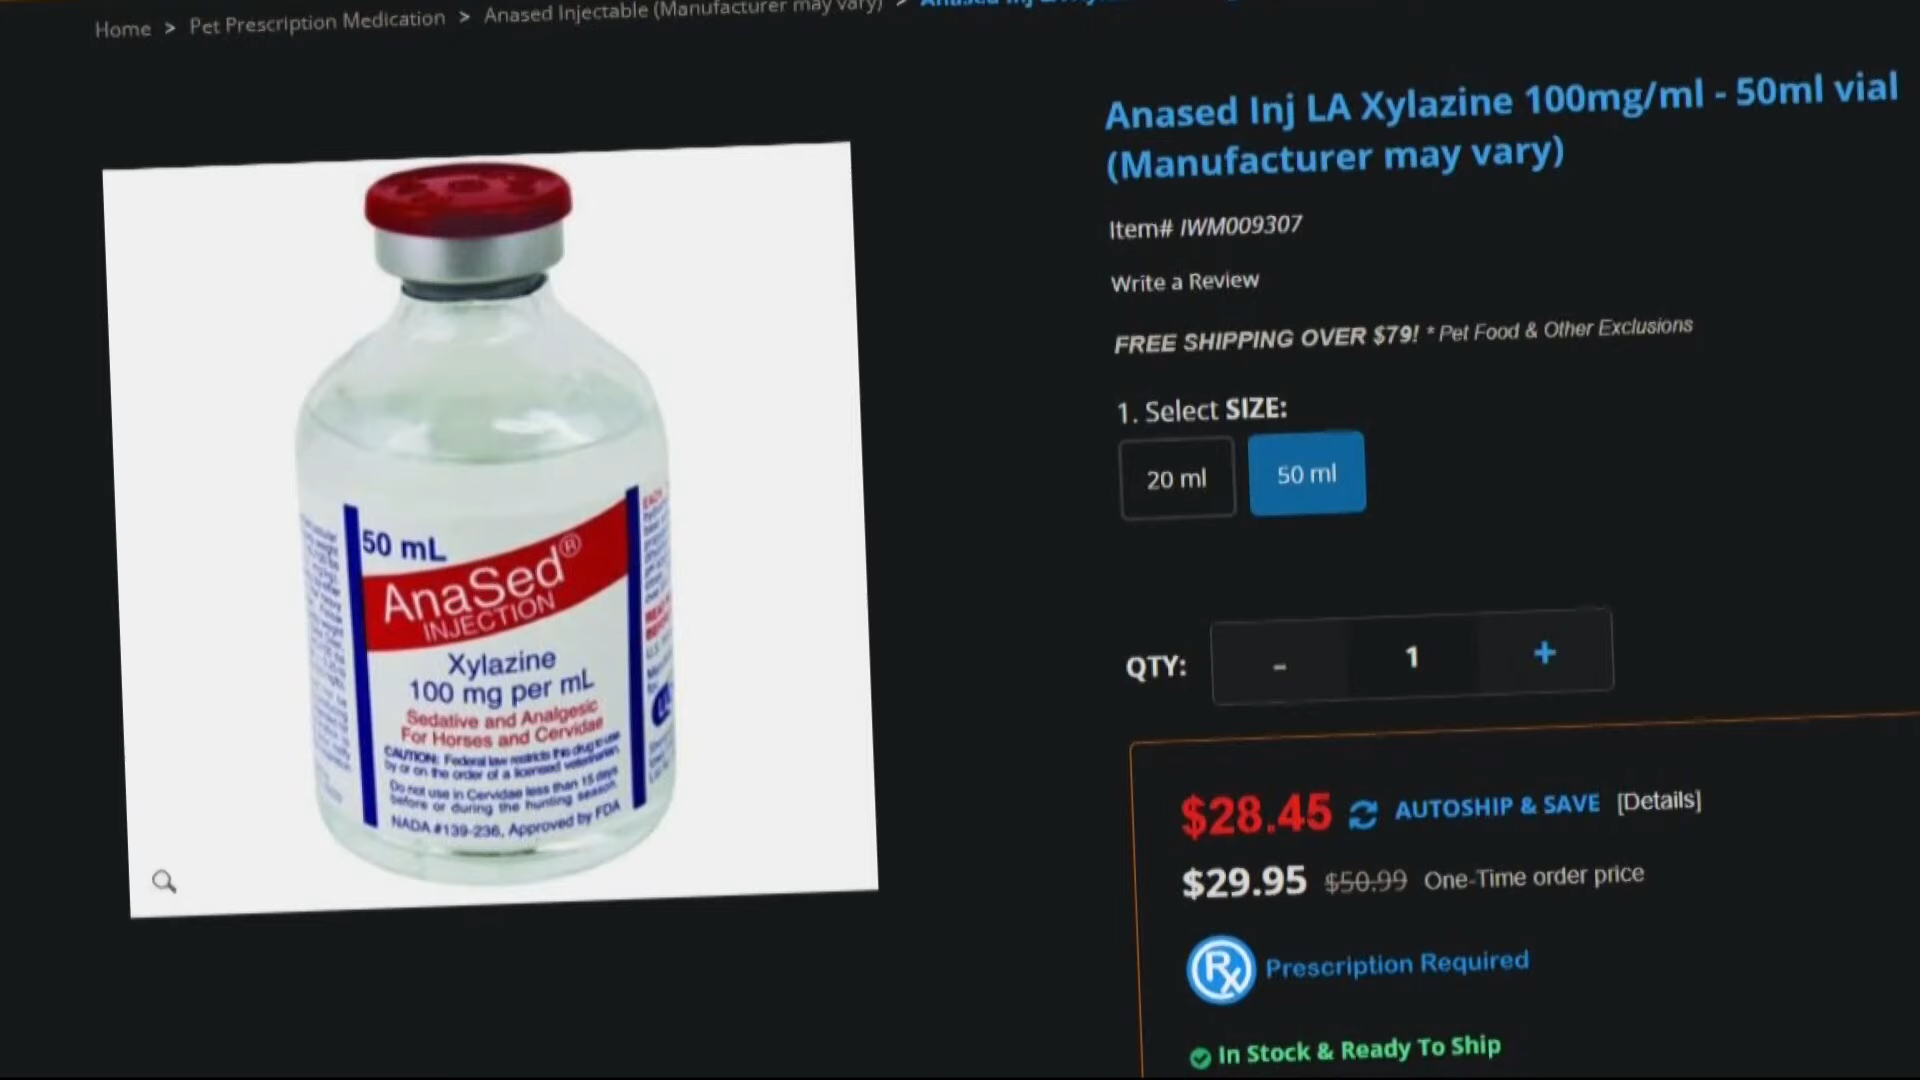 Home > Pet Prescription Medication > Anased Injectable (Manufacturer may vary) >
Anased Inj LA Xylazine 100mg/ml - 50ml vial
(Manufacturer may vary)
Item# IWM009307
Write a Review
FREE SHIPPING OVER $79! * Pet Food & Other Exclusions
1. Select SIZE:
20 ml
50 ml
QTY:
- 1 +
$28.45 AUTOSHIP & SAVE [Details]
$29.95 $50.99 One-Time order price
Rx Prescription Required
In Stock & Ready To Ship
50 mL
AnaSed®
INJECTION
Xylazine
100 mg per mL
Sedative and Analgesic
For Horses and Cervidae
CAUTION: Federal law restricts this drug to use
by or on the order of a licensed veterinarian.
Do not use in Cervidae less than 15 days
before or during the hunting season.
NADA #139-236, Approved by FDA